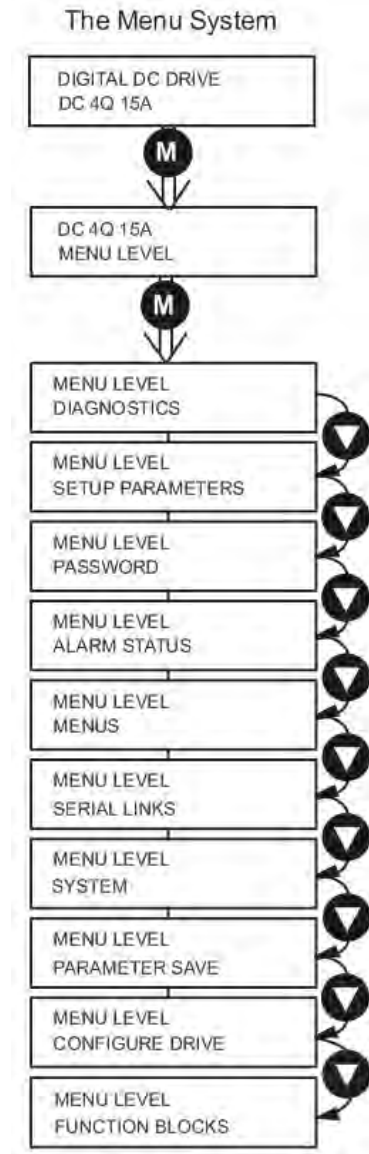 The Menu System
DIGITAL DC DRIVE
DC 4Q 15A
M
DC 4Q 15A
MENU LEVEL
M
MENU LEVEL
DIAGNOSTICS
MENU LEVEL
SETUP PARAMETERS
MENU LEVEL
PASSWORD
MENU LEVEL
ALARM STATUS
MENU LEVEL
MENUS
MENU LEVEL
SERIAL LINKS
MENU LEVEL
SYSTEM
MENU LEVEL
PARAMETER SAVE
MENU LEVEL
CONFIGURE DRIVE
MENU LEVEL
FUNCTION BLOCKS